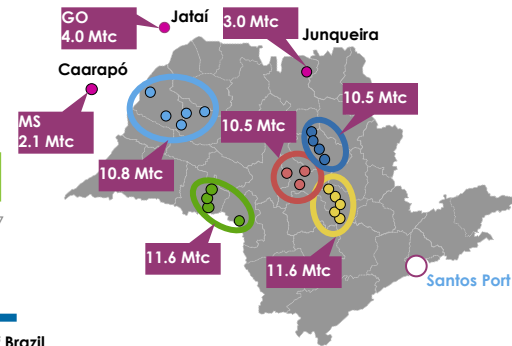 GO
4.0 Mtc
Jataí
3.0 Mtc
Junqueira
Caarapó
MS
2.1 Mtc
10.5 Mtc
10.5 Mtc
10.8 Mtc
11.6 Mtc
11.6 Mtc
Santos Port
Brazil